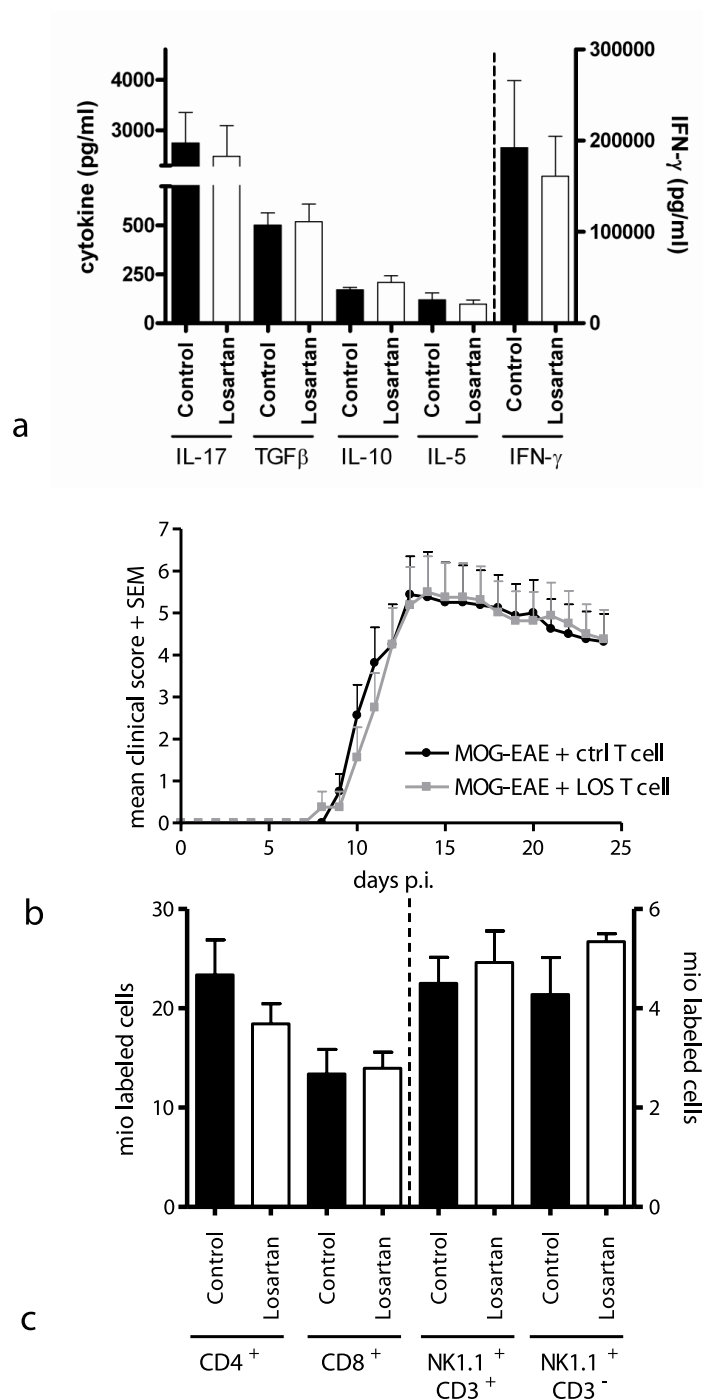 4000
3000
500
250
0
cytokine (pg/ml)
300000
200000
100000
0
IFN-γ (pg/ml)
Control
Losartan
Control
Losartan
Control
Losartan
Control
Losartan
Control
Losartan
IL-17
TGFβ
IL-10
IL-5
IFN-γ
a
7
6
5
4
3
2
1
0
mean clinical score + SEM
MOG-EAE + ctrl T cell
MOG-EAE + LOS T cell
0
5
10
15
20
25
days p.i.
b
30
20
10
0
mio labeled cells
6
4
2
0
mio labeled cells
Control
Losartan
Control
Losartan
Control
Losartan
Control
Losartan
CD4 +
CD8 +
NK1.1 +
CD3 +
NK1.1 +
CD3 -
c